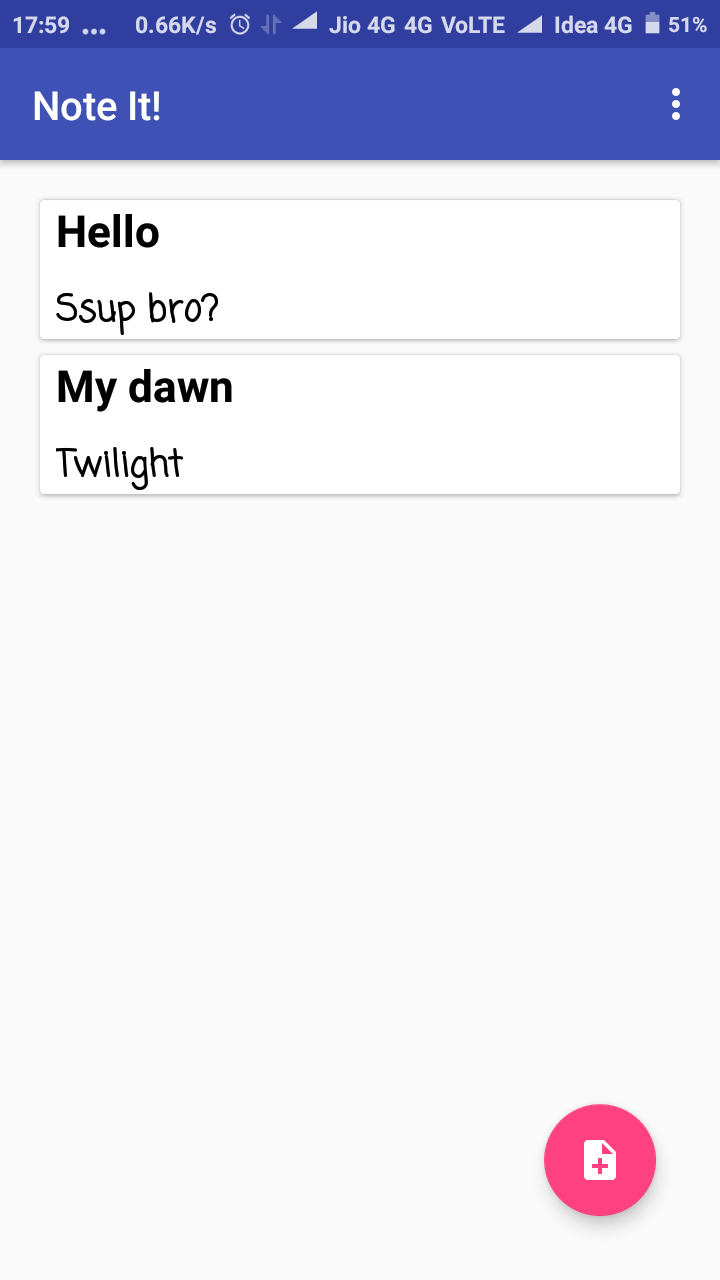 17:59 ... 0.66K/s Jio 4G 4G VoLTE Idea 4G 51%
Note It!
Hello
Ssup bro?
My dawn
Twilight